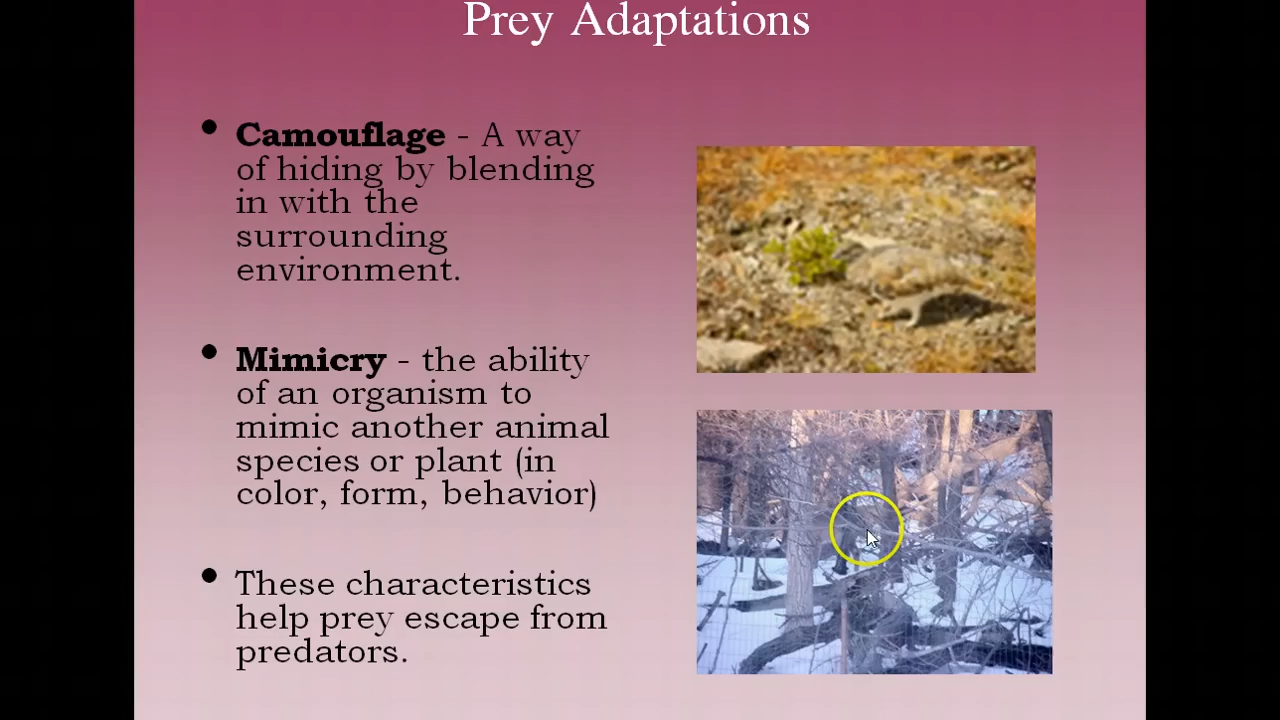 Prey Adaptations
• Camouflage - A way
of hiding by blending
in with the
surrounding
environment.
• Mimicry - the ability
of an organism to
mimic another animal
species or plant (in
color, form, behavior)
• These characteristics
help prey escape from
predators.